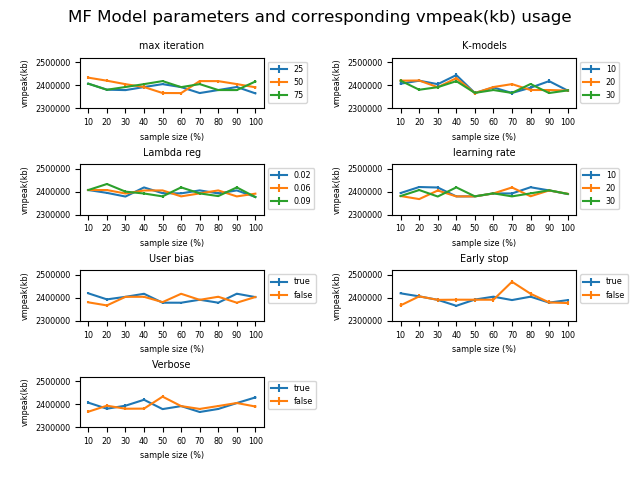 MF Model parameters and corresponding vmpeak(kb) usage
max iteration
vmpeak(kb)
2500000
2400000
2300000
10 20 30 40 50 60 70 80 90 100
sample size (%)
25
50
75
K-models
vmpeak(kb)
2500000
2400000
2300000
10 20 30 40 50 60 70 80 90 100
sample size (%)
10
20
30
Lambda reg
vmpeak(kb)
2500000
2400000
2300000
10 20 30 40 50 60 70 80 90 100
sample size (%)
0.02
0.06
0.09
learning rate
vmpeak(kb)
2500000
2400000
2300000
10 20 30 40 50 60 70 80 90 100
sample size (%)
10
20
30
User bias
vmpeak(kb)
2500000
2400000
2300000
10 20 30 40 50 60 70 80 90 100
sample size (%)
true
false
Early stop
vmpeak(kb)
2500000
2400000
2300000
10 20 30 40 50 60 70 80 90 100
sample size (%)
true
false
Verbose
vmpeak(kb)
2500000
2400000
2300000
10 20 30 40 50 60 70 80 90 100
sample size (%)
true
false